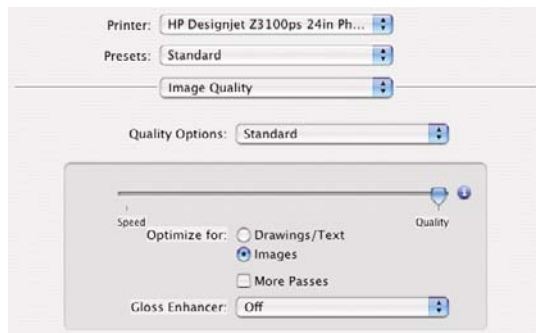 Printer: HP Designjet Z3100ps 24in Ph...
Presets: Standard
Image Quality
Quality Options: Standard
Speed Quality
Optimize for: Drawings/Text
Images
More Passes
Gloss Enhancer: Off